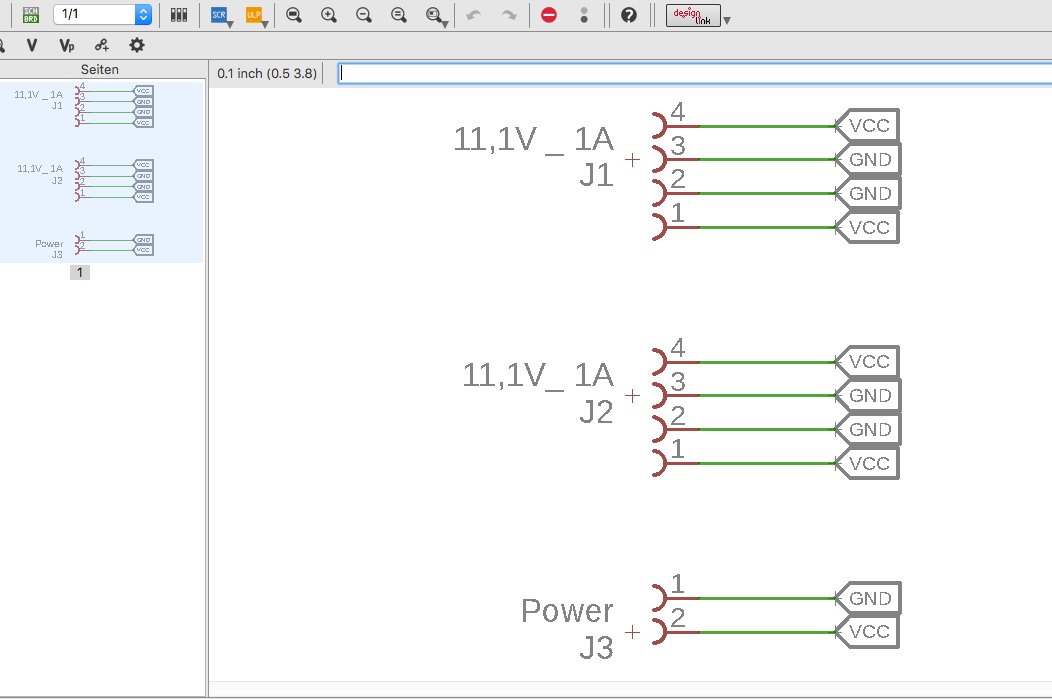 SCH
BRD
1/1
SCR
ULP
design
link
V
Vp
Seiten
0.1 inch (0.5 3.8)
11,1V _ 1A
J1
4
VCC
3
GND
2
GND
1
VCC
11,1V_ 1A
J2
4
VCC
3
GND
2
GND
1
VCC
Power
J3
1
GND
2
VCC
1
11,1V _ 1A
J1
4
VCC
3
GND
2
GND
1
VCC
11,1V_ 1A
J2
4
VCC
3
GND
2
GND
1
VCC
Power
J3
1
GND
2
VCC